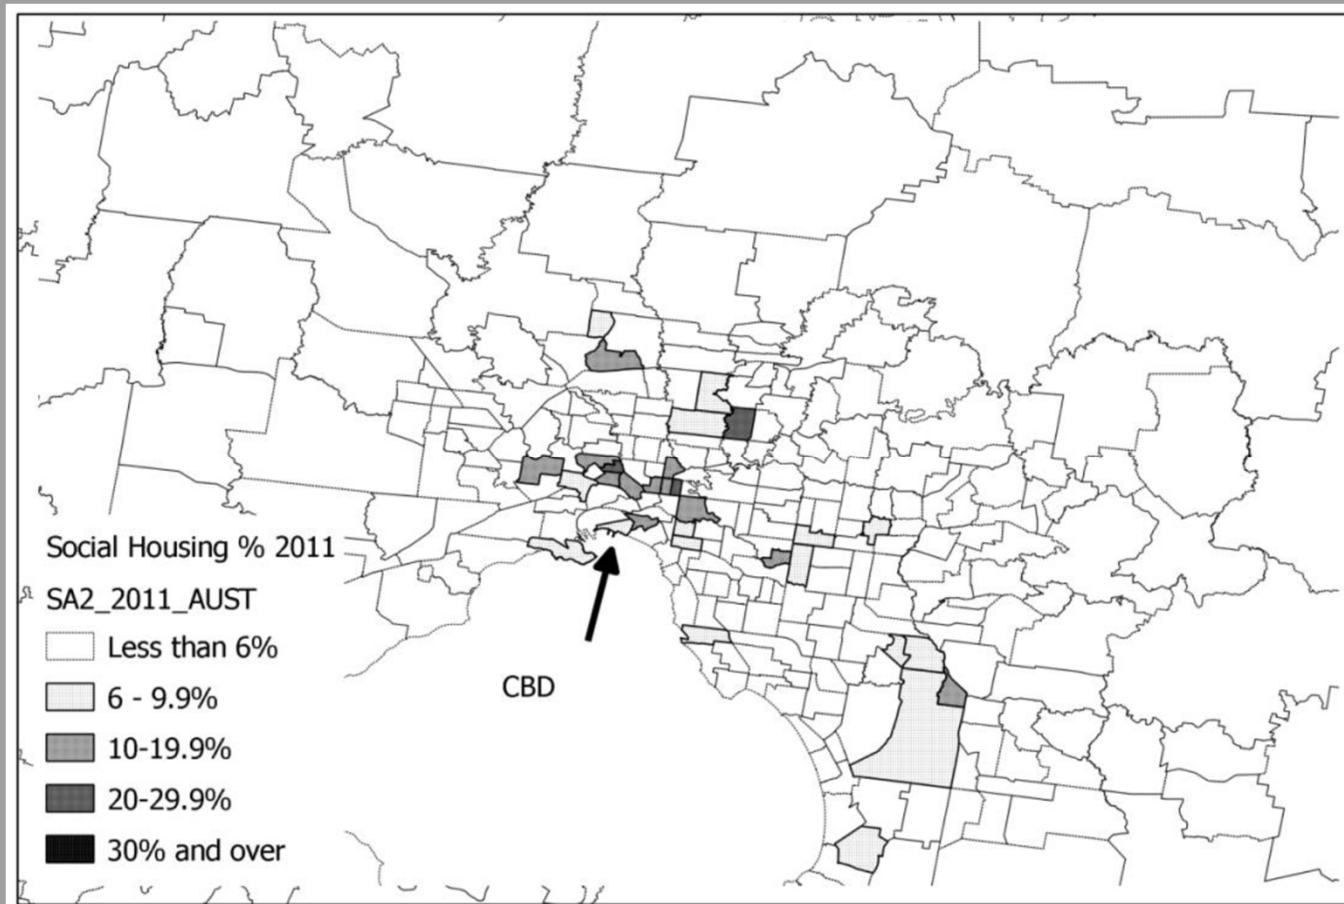 Social Housing % 2011
SA2_2011_AUST
Less than 6%
6 - 9.9%
10-19.9%
20-29.9%
30% and over
CBD